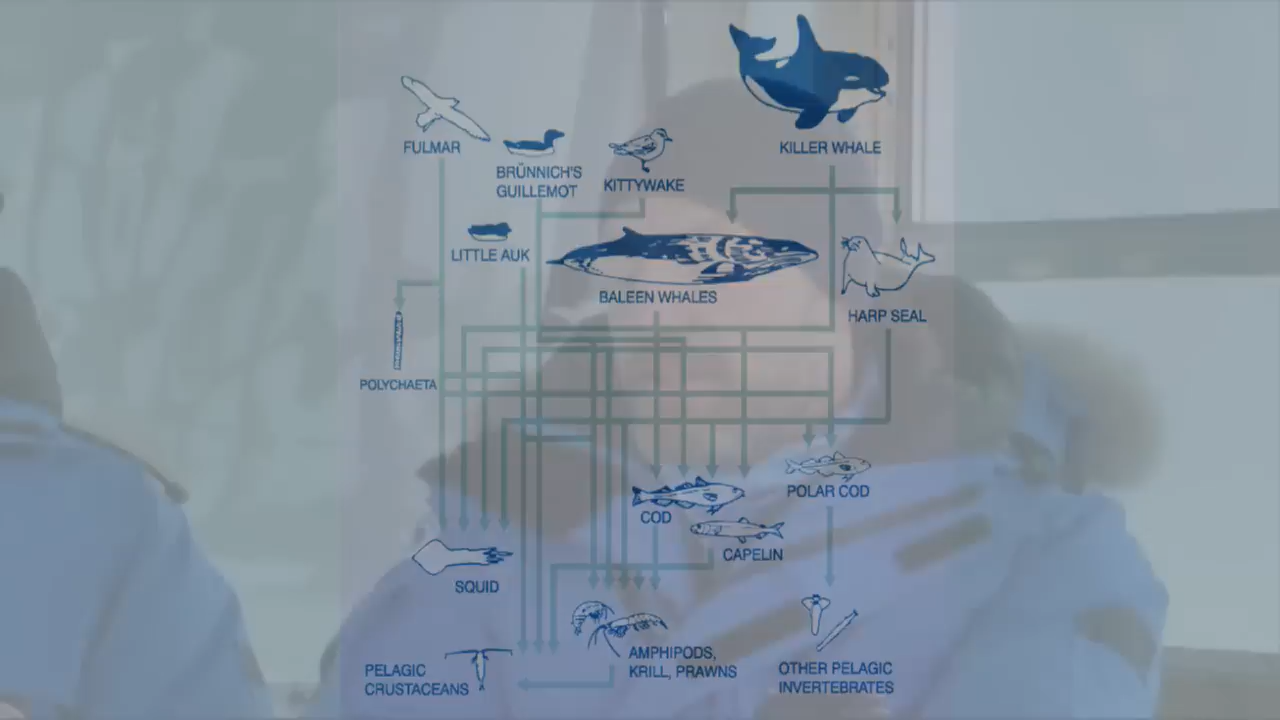 FULMAR
BRÜNNICH'S
GUILLEMOT
KITTYWAKE
KILLER WHALE
LITTLE AUK
BALEEN WHALES
HARP SEAL
POLYCHAETA
POLAR COD
COD
CAPELIN
SQUID
AMPHIPODS,
KRILL, PRAWNS
PELAGIC
CRUSTACEANS
OTHER PELAGIC
INVERTEBRATES